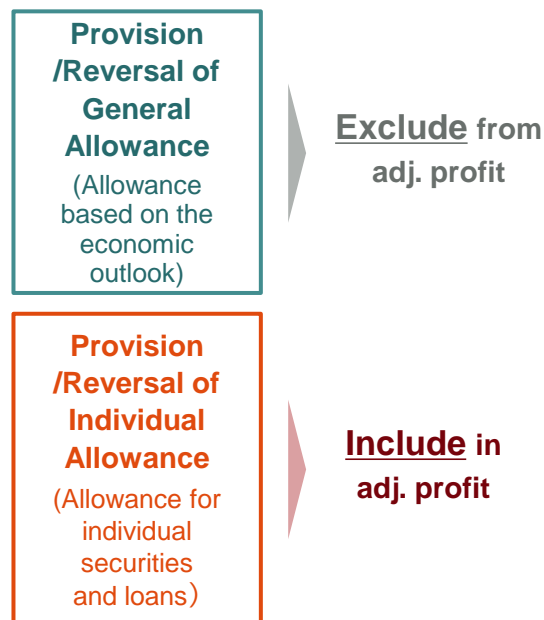 Provision
/Reversal of
General
Allowance
(Allowance
based on the
economic
outlook)
Exclude from
adj. profit
Provision
/Reversal of
Individual
Allowance
(Allowance for
individual
securities
and loans）
Include in
adj. profit